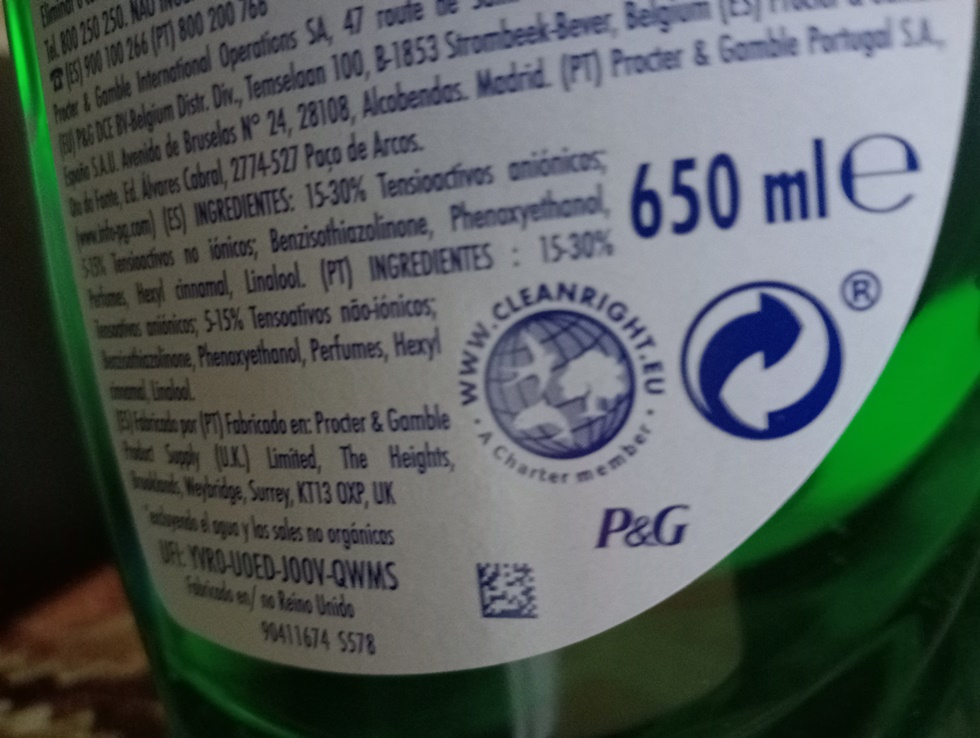 Tel. 800 250 250. NÃO
☎ (ES) 900 100 266 (PT) 800 200 768
Procter & Gamble International Operations SA, 47 route de
(EU) P&G DCE BV-Belgium Distr. Div., Temselaan 100, B-1853 Strombeek-Bever, Belgium (ES) Procter &
España S.A.U. Avenida de Bruselas Nº 24, 28108, Alcobendas. Madrid. (PT) Procter & Gamble Portugal S.A.,
da Fonte, Ed. Álvares Cabral, 2774-527 Paço de Arcos.
(www.info-pg.com) (ES) INGREDIENTES: 15-30% Tensioactivos aniónicos;
5-15% Tensioactivos no iónicos; Benzisothiazolinone, Phenoxyethanol,
Perfumes, Hexyl cinnamal, Linalool. (PT) INGREDIENTES : 15-30%
Tensoativos aniónicos; 5-15% Tensoativos não-iónicos;
Benzisothiazolinone, Phenoxyethanol, Perfumes, Hexyl
cinnamal, Linalool.
(ES) Fabricado por (PT) Fabricado en: Procter & Gamble
Product Supply (U.K.) Limited, The Heights,
Brooklands, Weybridge, Surrey, KT13 0XP, UK
*excluyendo el agua y las sales no orgánicas
UFI: YVR0-U0ED-J00V-QWMS
Fabricado en/ no Reino Unido
90411674 5578
650 ml ℮
WWW.CLEANRIGHT.EU
• A Charter member •
®
P&G